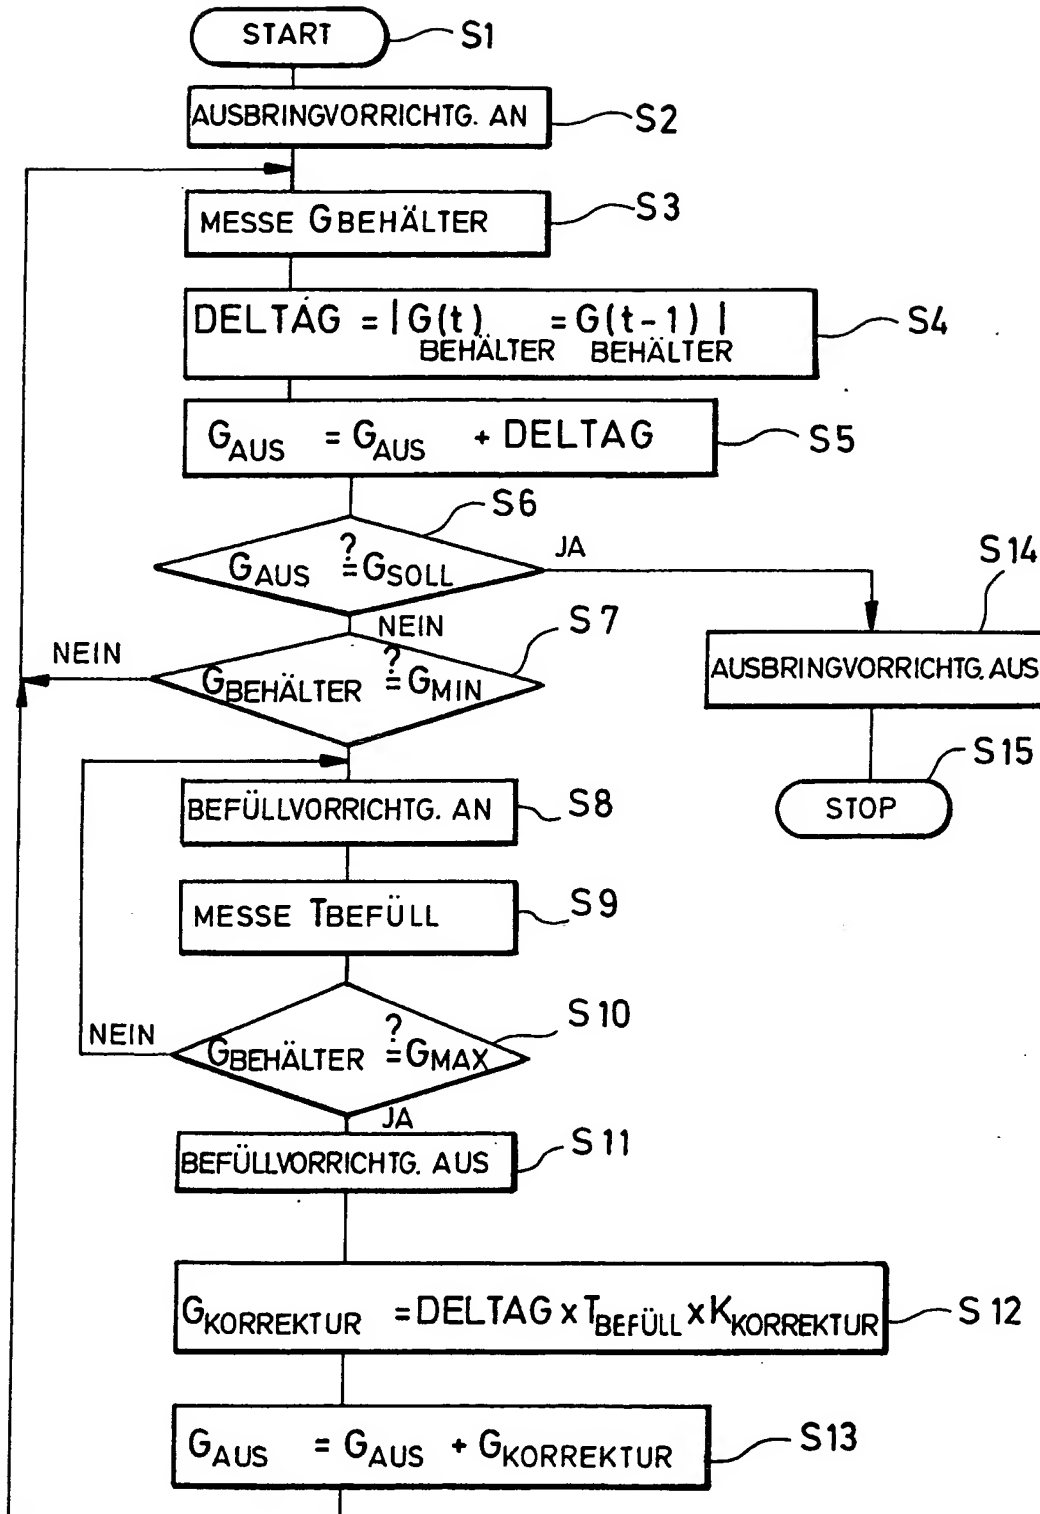 START S1
AUSBRINGVORRICHTG. AN S2
MESSE GBEHÄLTER S3
DELTAG = | G(t) BEHÄLTER = G(t-1) BEHÄLTER | S4
GAUS = GAUS + DELTAG S5
S6
GAUS ?= GSOLL
JA
NEIN
S7
GBEHÄLTER ?= GMIN
NEIN
S14
AUSBRINGVORRICHTG. AUS
S15
STOP
BEFÜLLVORRICHTG. AN S8
MESSE TBEFÜLL S9
S10
GBEHÄLTER ?= GMAX
NEIN
JA
BEFÜLLVORRICHTG. AUS S11
GKORREKTUR = DELTAG x TBEFÜLL x KKORREKTUR S12
GAUS = GAUS + GKORREKTUR S13